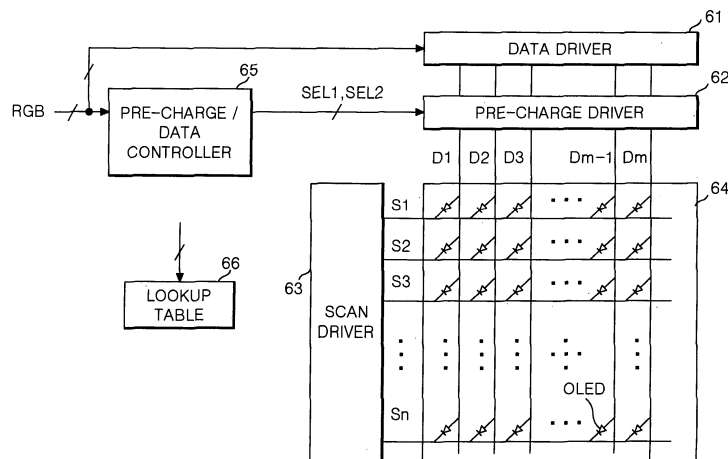 61
DATA DRIVER
65
62
SEL1,SEL2
RGB
PRE-CHARGE /
DATA
CONTROLLER
PRE-CHARGE DRIVER
D1 D2 D3 Dm-1 Dm
64
S1
S2
66
63
S3
LOOKUP
TABLE
SCAN
DRIVER
OLED
Sn